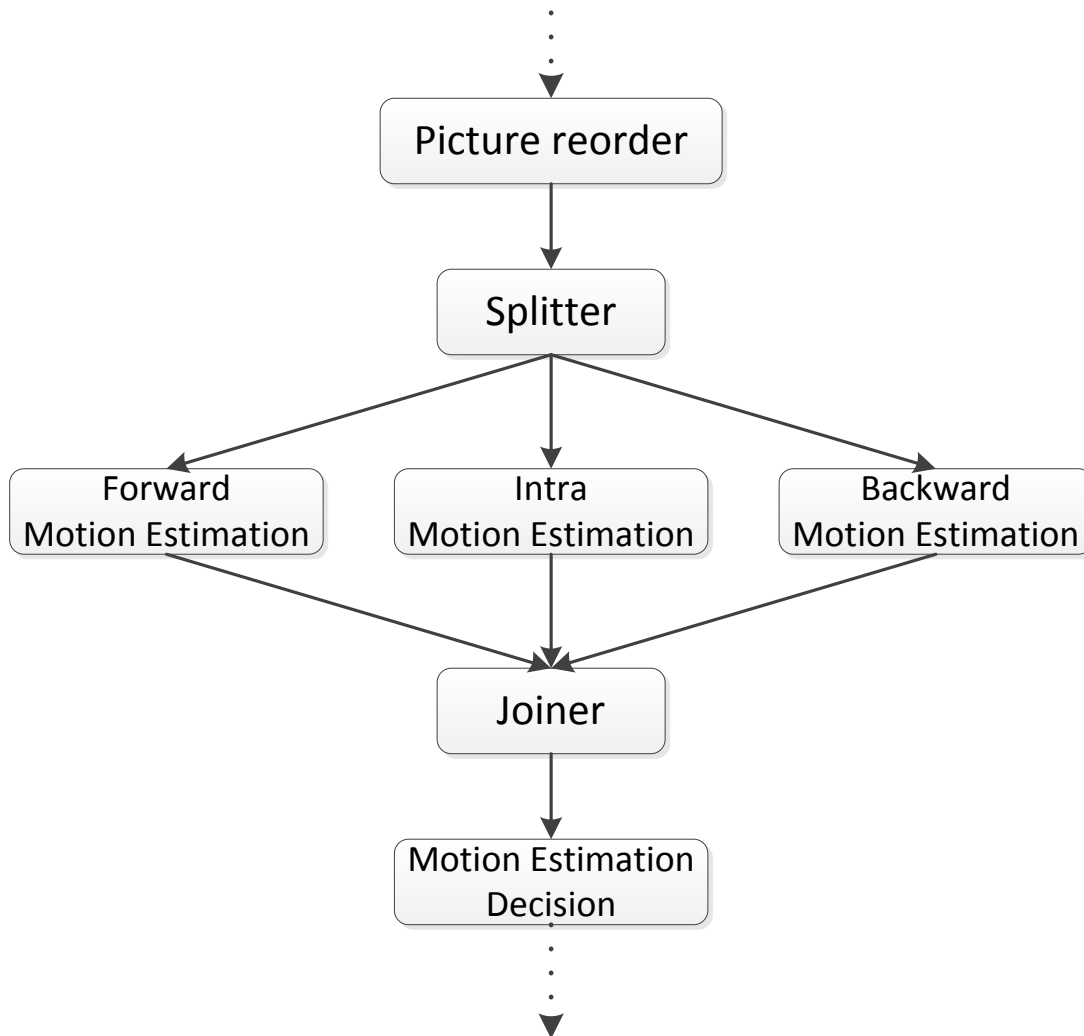 Picture reorder
Splitter
Forward
Motion Estimation
Intra
Motion Estimation
Backward
Motion Estimation
Joiner
Motion Estimation
Decision